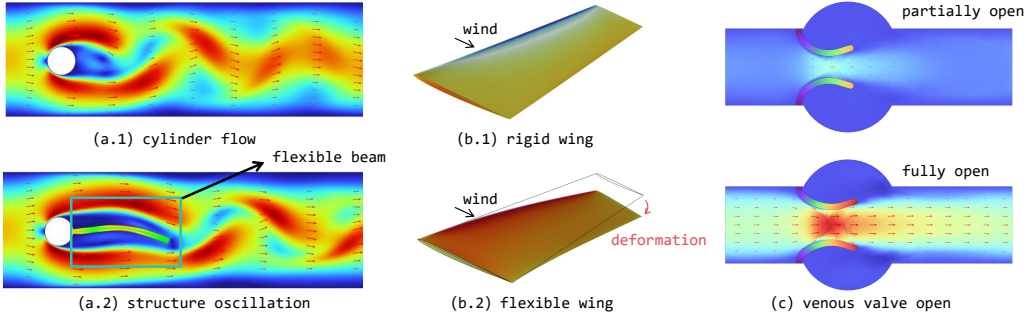 wind
partially open
(a.1) cylinder flow
(b.1) rigid wing
flexible beam
wind
fully open
deformation
(a.2) structure oscillation
(b.2) flexible wing
(c) venous valve open